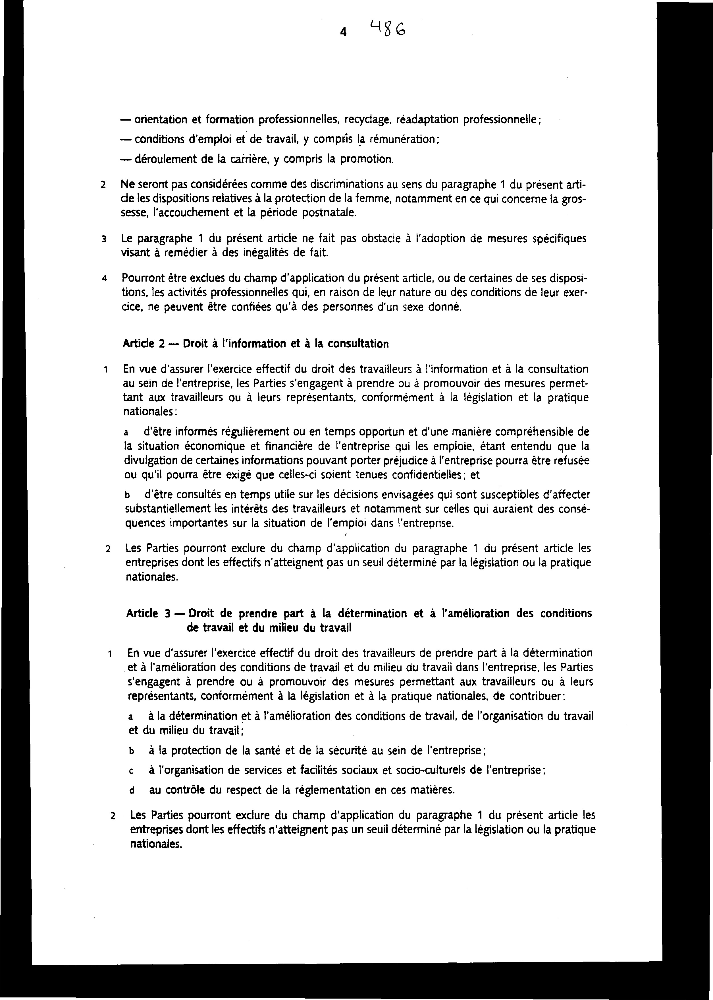 4 486
— orientation et formation professionnelles, recyclage, réadaptation professionnelle;
— conditions d'emploi et de travail, y compris la rémunération;
— déroulement de la carrière, y compris la promotion.
2 Ne seront pas considérées comme des discriminations au sens du paragraphe 1 du présent arti-
cle les dispositions relatives à la protection de la femme, notamment en ce qui concerne la gros-
sesse, l'accouchement et la période postnatale.
3 Le paragraphe 1 du présent article ne fait pas obstacle à l'adoption de mesures spécifiques
visant à remédier à des inégalités de fait.
4 Pourront être exclues du champ d'application du présent article, ou de certaines de ses disposi-
tions, les activités professionnelles qui, en raison de leur nature ou des conditions de leur exer-
cice, ne peuvent être confiées qu'à des personnes d'un sexe donné.
Article 2 — Droit à l'information et à la consultation
1 En vue d'assurer l'exercice effectif du droit des travailleurs à l'information et à la consultation
au sein de l'entreprise, les Parties s'engagent à prendre ou à promouvoir des mesures permet-
tant aux travailleurs ou à leurs représentants, conformément à la législation et la pratique
nationales:
a d'être informés régulièrement ou en temps opportun et d'une manière compréhensible de
la situation économique et financière de l'entreprise qui les emploie, étant entendu que la
divulgation de certaines informations pouvant porter préjudice à l'entreprise pourra être refusée
ou qu'il pourra être exigé que celles-ci soient tenues confidentielles; et
b d'être consultés en temps utile sur les décisions envisagées qui sont susceptibles d'affecter
substantiellement les intérêts des travailleurs et notamment sur celles qui auraient des consé-
quences importantes sur la situation de l'emploi dans l'entreprise.
2 Les Parties pourront exclure du champ d'application du paragraphe 1 du présent article les
entreprises dont les effectifs n'atteignent pas un seuil déterminé par la législation ou la pratique
nationales.
Article 3 — Droit de prendre part à la détermination et à l'amélioration des conditions
de travail et du milieu du travail
1 En vue d'assurer l'exercice effectif du droit des travailleurs de prendre part à la détermination
et à l'amélioration des conditions de travail et du milieu du travail dans l'entreprise, les Parties
s'engagent à prendre ou à promouvoir des mesures permettant aux travailleurs ou à leurs
représentants, conformément à la législation et à la pratique nationales, de contribuer:
a à la détermination et à l'amélioration des conditions de travail, de l'organisation du travail
et du milieu du travail;
b à la protection de la santé et de la sécurité au sein de l'entreprise;
c à l'organisation de services et facilités sociaux et socio-culturels de l'entreprise;
d au contrôle du respect de la réglementation en ces matières.
2 Les Parties pourront exclure du champ d'application du paragraphe 1 du présent article les
entreprises dont les effectifs n'atteignent pas un seuil déterminé par la législation ou la pratique
nationales.